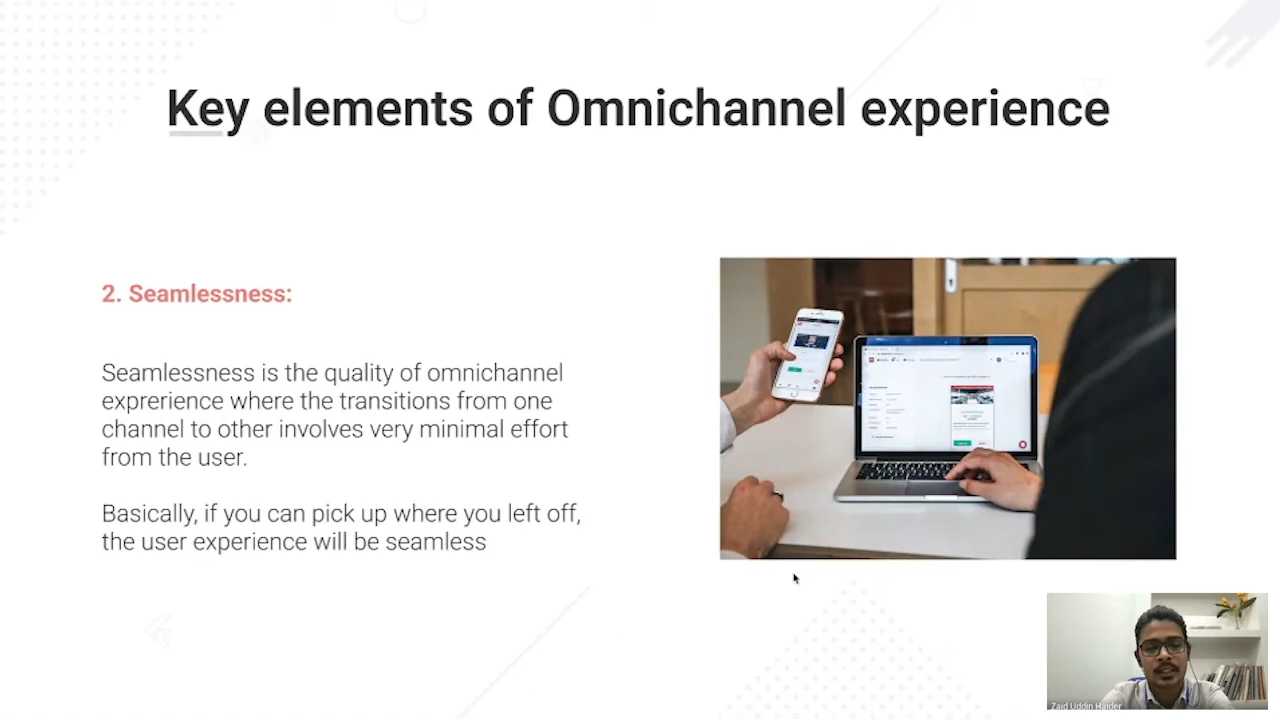 Key elements of Omnichannel experience
2. Seamlessness:
Seamlessness is the quality of omnichannel
exprerience where the transitions from one
channel to other involves very minimal effort
from the user.
Basically, if you can pick up where you left off,
the user experience will be seamless
Zaid Uddin Haider